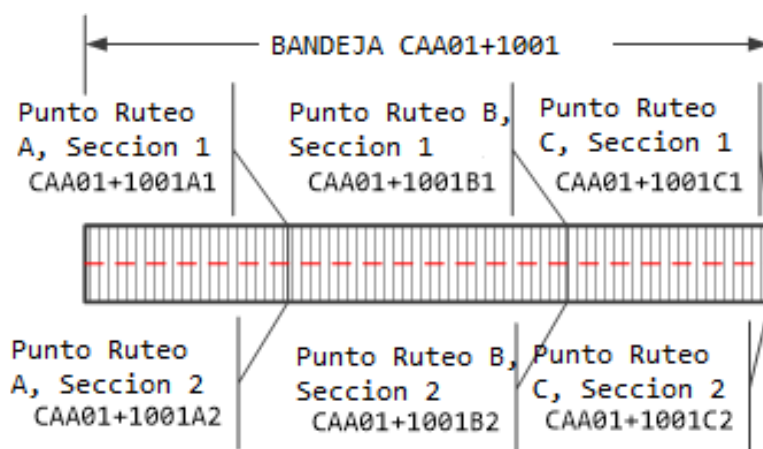 BANDEJA CAA01+1001
Punto Ruteo
A, Seccion 1
CAA01+1001A1
Punto Ruteo B,
Seccion 1
CAA01+1001B1
Punto Ruteo
C, Seccion 1
CAA01+1001C1
Punto Ruteo
A, Seccion 2
CAA01+1001A2
Punto Ruteo B,
Seccion 2
CAA01+1001B2
Punto Ruteo
C, Seccion 2
CAA01+1001C2